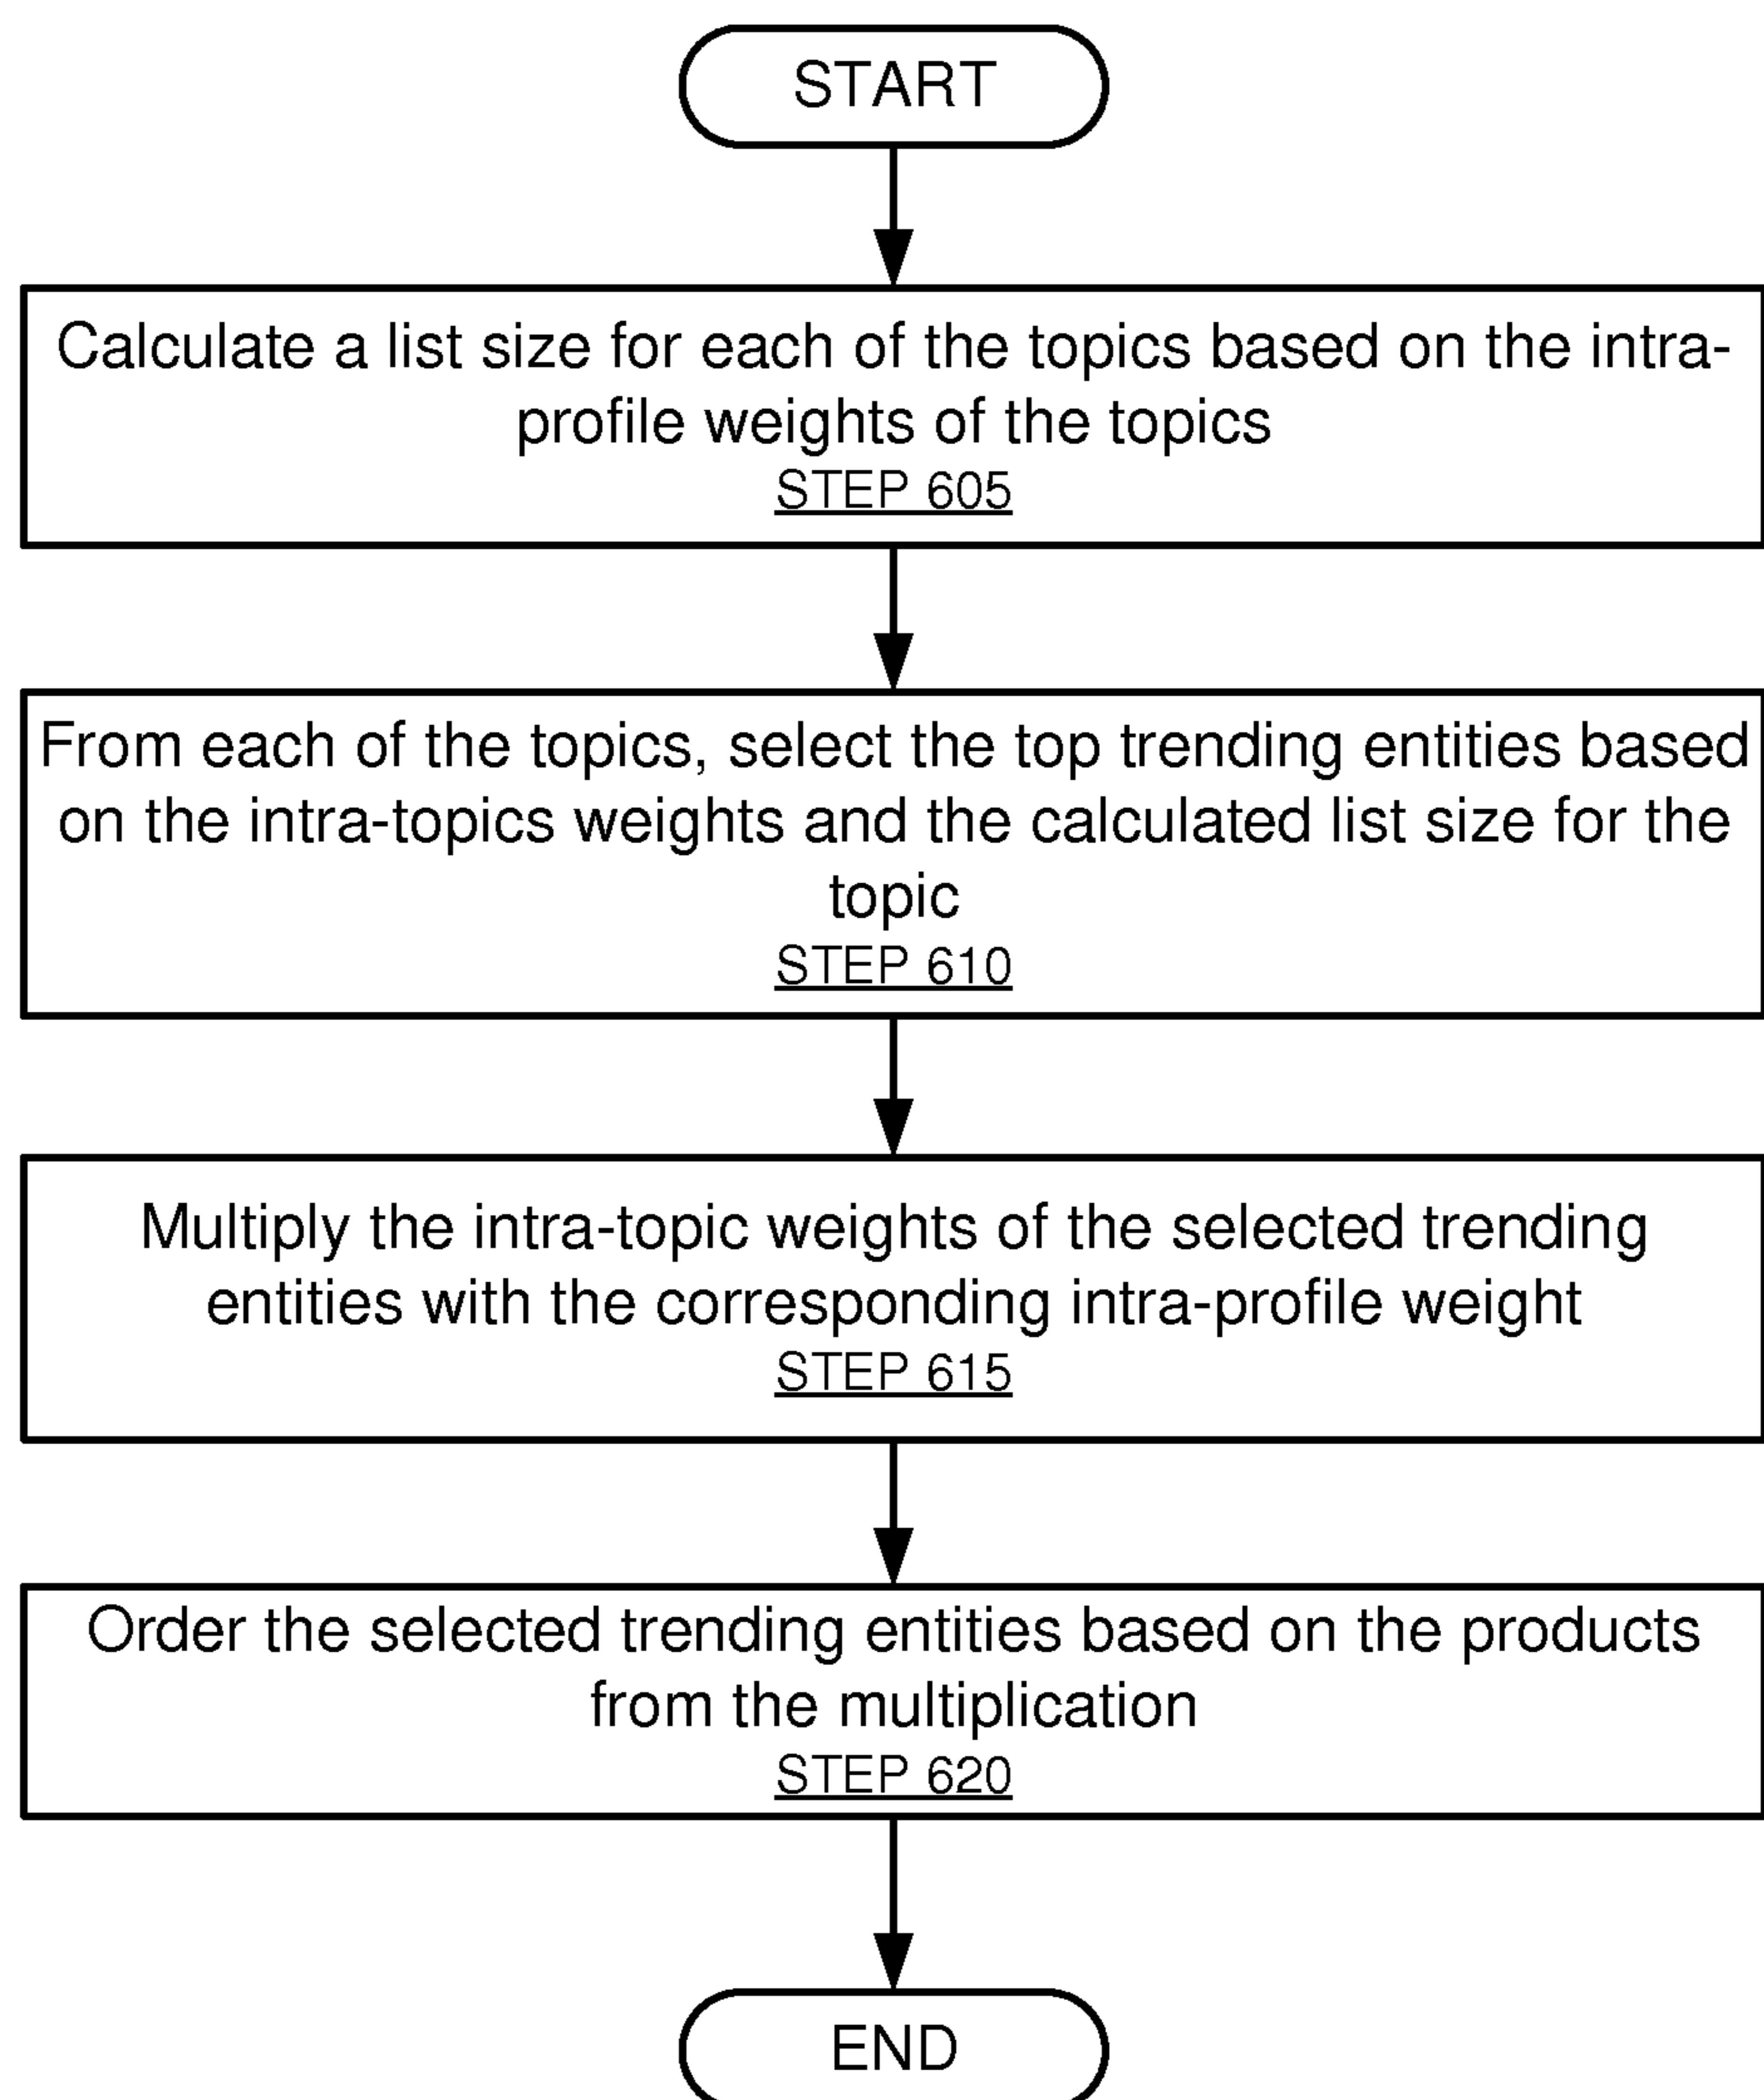 START
Calculate a list size for each of the topics based on the intra-
profile weights of the topics
STEP 605
From each of the topics, select the top trending entities based
on the intra-topics weights and the calculated list size for the
topic
STEP 610
Multiply the intra-topic weights of the selected trending
entities with the corresponding intra-profile weight
STEP 615
Order the selected trending entities based on the products
from the multiplication
STEP 620
END